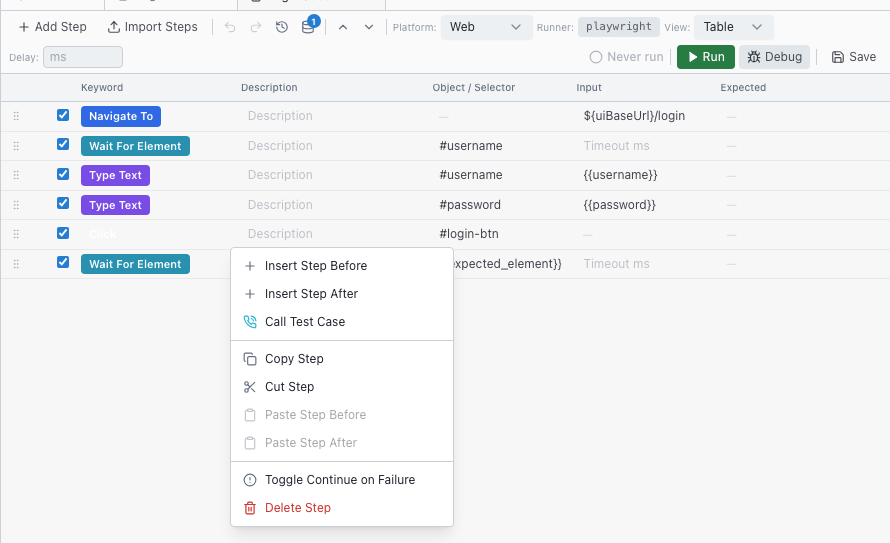 Add Step
Import Steps
1
Platform:
Web
Runner:
playwright
View:
Table
Delay:
ms
Never run
Run
Debug
Save
Keyword
Description
Object / Selector
Input
Expected
Navigate To
Description
—
${uiBaseUrl}/login
—
Wait For Element
Description
#username
Timeout ms
—
Type Text
Description
#username
{{username}}
—
Type Text
Description
#password
{{password}}
—
Click
Description
#login-btn
—
—
Wait For Element
expected_element}}
Timeout ms
—
Insert Step Before
Insert Step After
Call Test Case
Copy Step
Cut Step
Paste Step Before
Paste Step After
Toggle Continue on Failure
Delete Step